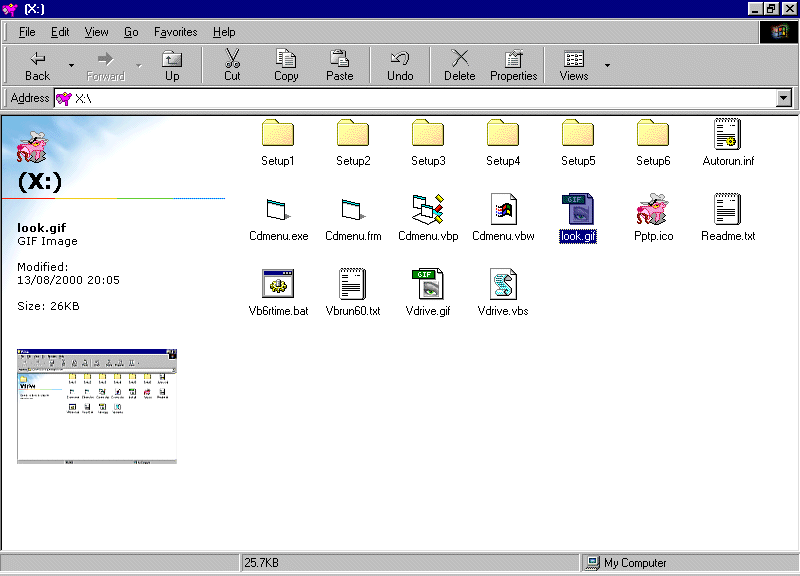 (X:)
File Edit View Go Favorites Help
Back Forward Up Cut Copy Paste Undo Delete Properties Views
Address X:\
(X:)
look.gif
GIF Image
Modified:
13/08/2000 20:05
Size: 26KB
Setup1 Setup2 Setup3 Setup4 Setup5 Setup6 Autorun.inf
GIF
Cdmenu.exe Cdmenu.frm Cdmenu.vbp Cdmenu.vbw look.gif Pptp.ico Readme.txt
GIF
Vb6rtime.bat Vbrun60.txt Vdrive.gif Vdrive.vbs
25.7KB My Computer